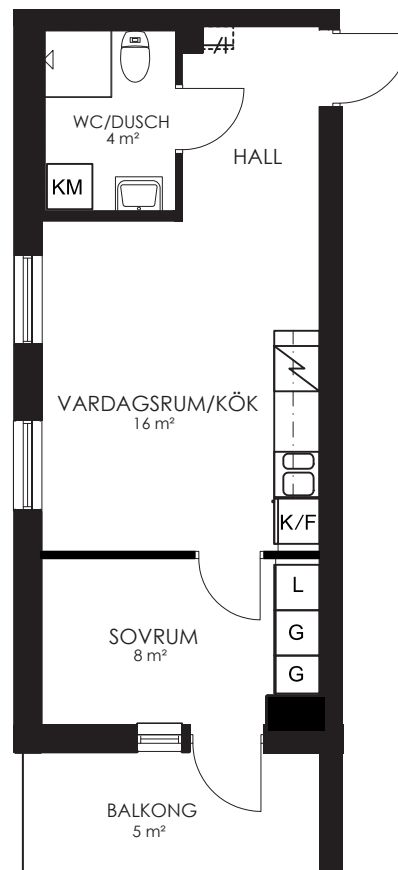 WC/DUSCH
4 m²
HALL
KM
VARDAGSRUM/KÖK
16 m²
K/F
L
SOVRUM
8 m²
G
G
BALKONG
5 m²